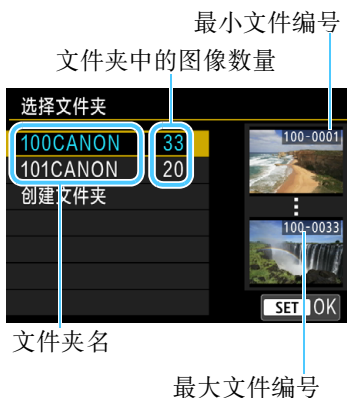 最小文件编号
文件夹中的图像数量
选择文件夹
100CANON 33
100-0001
101CANON 20
创建文件夹
100-0033
SET OK
文件夹名
最大文件编号